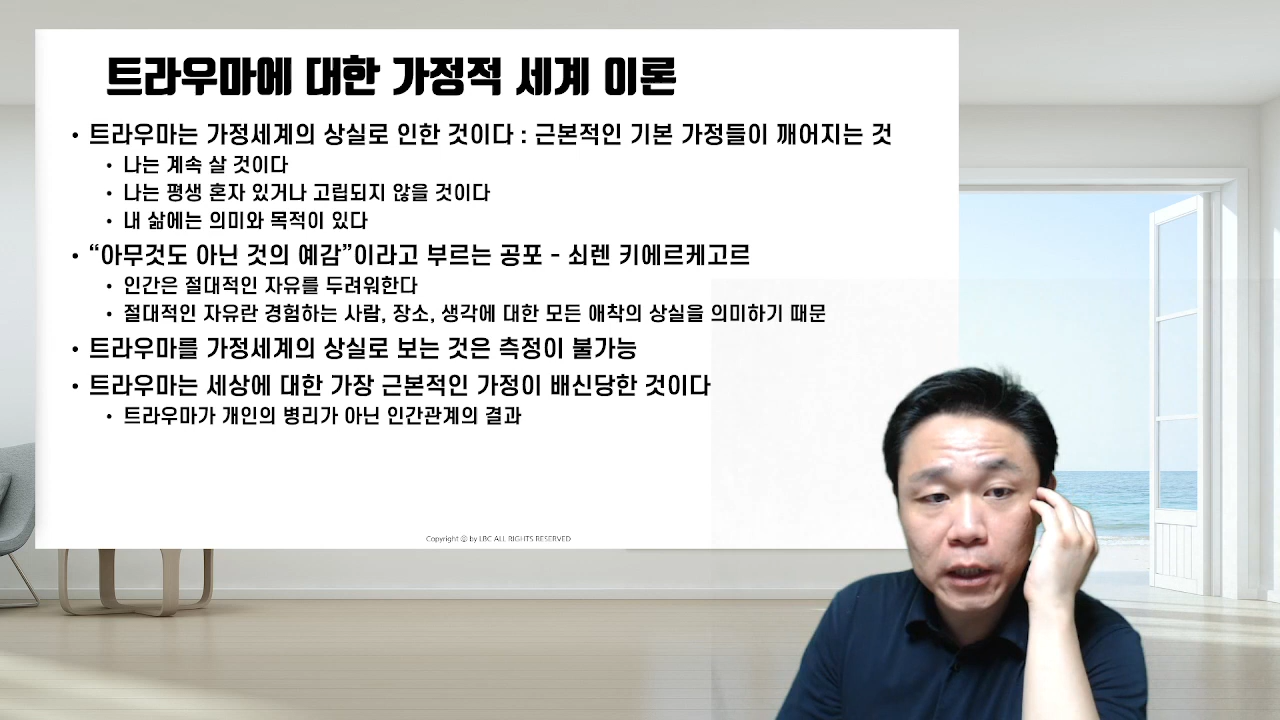 트라우마에 대한 가정적 세계 이론
• 트라우마는 가정세계의 상실로 인한 것이다 : 근본적인 기본 가정들이 깨어지는 것
• 나는 계속 살 것이다
• 나는 평생 혼자 있거나 고립되지 않을 것이다
• 내 삶에는 의미와 목적이 있다
• “아무것도 아닌 것의 예감”이라고 부르는 공포 - 쇠렌 키에르케고르
• 인간은 절대적인 자유를 두려워한다
• 절대적인 자유란 경험하는 사람, 장소, 생각에 대한 모든 애착의 상실을 의미하기 때문
• 트라우마를 가정세계의 상실로 보는 것은 측정이 불가능
• 트라우마는 세상에 대한 가장 근본적인 가정이 배신당한 것이다
• 트라우마가 개인의 병리가 아닌 인간관계의 결과
Copyright ⓒ by LBC ALL RIGHTS RESERVED